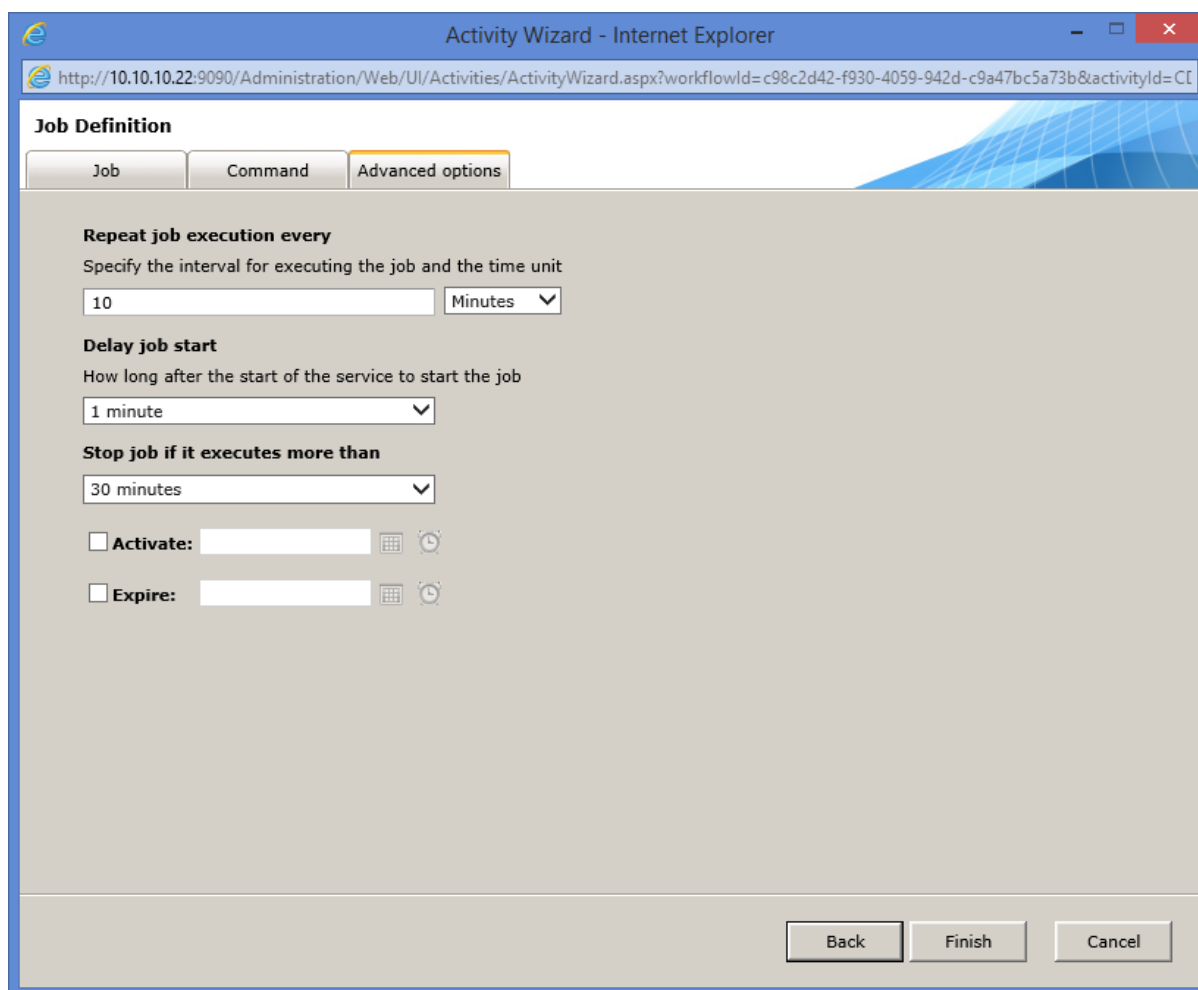 Activity Wizard - Internet Explorer
http://10.10.10.22:9090/Administration/Web/UI/Activities/ActivityWizard.aspx?workflowId=c98c2d42-f930-4059-942d-c9a47bc5a73b&activityId=CD
Job Definition
Job Command Advanced options
Repeat job execution every
Specify the interval for executing the job and the time unit
10 Minutes
Delay job start
How long after the start of the service to start the job
1 minute
Stop job if it executes more than
30 minutes
Activate:
Expire:
Back Finish Cancel